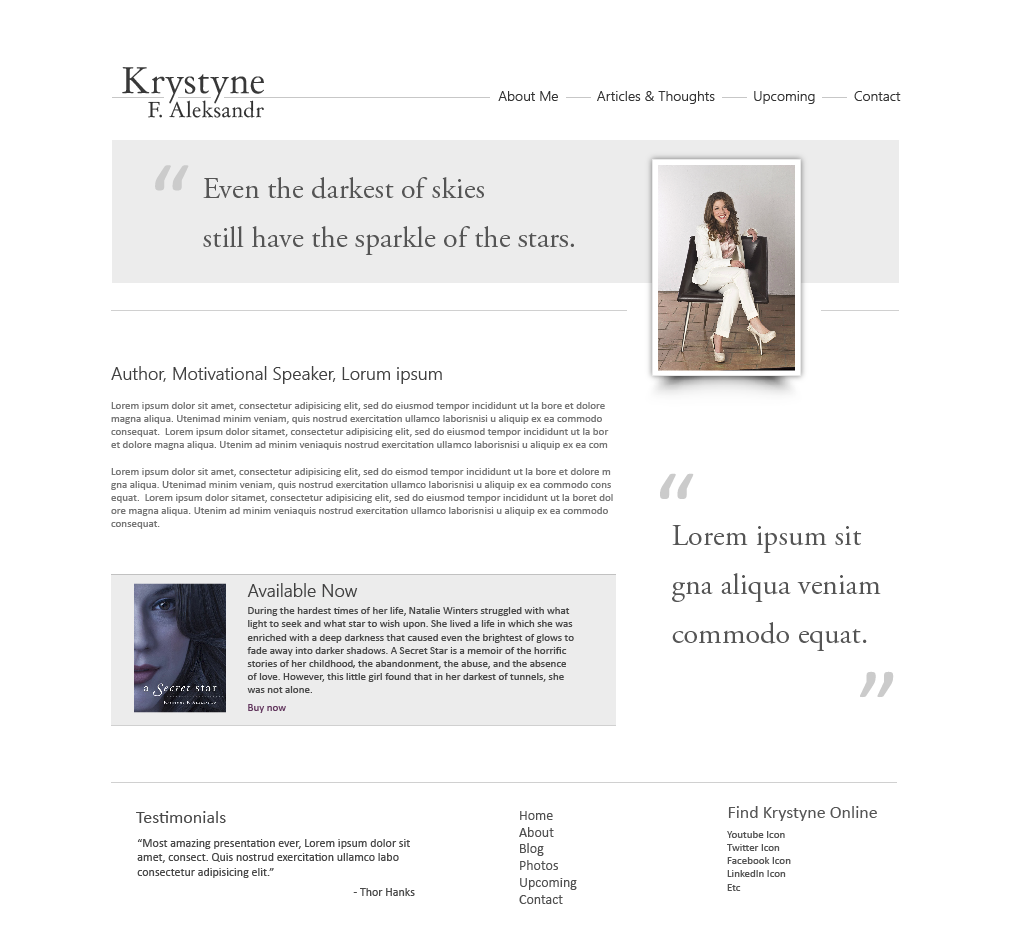 Krystyne
F. Aleksandr
About Me
Articles & Thoughts
Upcoming
Contact
“
Even the darkest of skies
still have the sparkle of the stars.
Author, Motivational Speaker, Lorum ipsum
Lorem ipsum dolor sit amet, consectetur adipisicing elit, sed do eiusmod tempor incididunt ut la bore et dolore
magna aliqua. Utenimad minim veniam, quis nostrud exercitation ullamco laborisnisi u aliquip ex ea commodo
consequat.  Lorem ipsum dolor sitamet, consectetur adipisicing elit, sed do eiusmod tempor incididunt ut la bor
et dolore magna aliqua. Utenim ad minim veniaquis nostrud exercitation ullamco laborisnisi u aliquip ex ea com
Lorem ipsum dolor sit amet, consectetur adipisicing elit, sed do eismod tempor incididunt ut la bore et dolore m
gna aliqua. Utenimad minim veniam, quis nostrud exercitation ullamco laborisnisi u aliquip ex ea commodo cons
equat.  Lorem ipsum dolor sitamet, consectetur adipisicing elit, sed do eiusmod tempor incididunt ut la boret dol
ore magna aliqua. Utenim ad minim veniaquis nostrud exercitation ullamco laborisnisi u aliquip ex ea commodo
consequat.
“
Lorem ipsum sit
gna aliqua veniam
commodo equat.
”
a Secret star
Available Now
During the hardest times of her life, Natalie Winters struggled with what
light to seek and what star to wish upon. She lived a life in which she was
enriched with a deep darkness that caused even the brightest of glows to
fade away into darker shadows. A Secret Star is a memoir of the horrific
stories of her childhood, the abandonment, the abuse, and the absence
of love. However, this little girl found that in her darkest of tunnels, she
was not alone.
Buy now
Testimonials
“Most amazing presentation ever, Lorem ipsum dolor sit
amet, consect. Quis nostrud exercitation ullamco labo
consectetur adipisicing elit.”
- Thor Hanks
Home
About
Blog
Photos
Upcoming
Contact
Find Krystyne Online
Youtube Icon
Twitter Icon
Facebook Icon
LinkedIn Icon
Etc